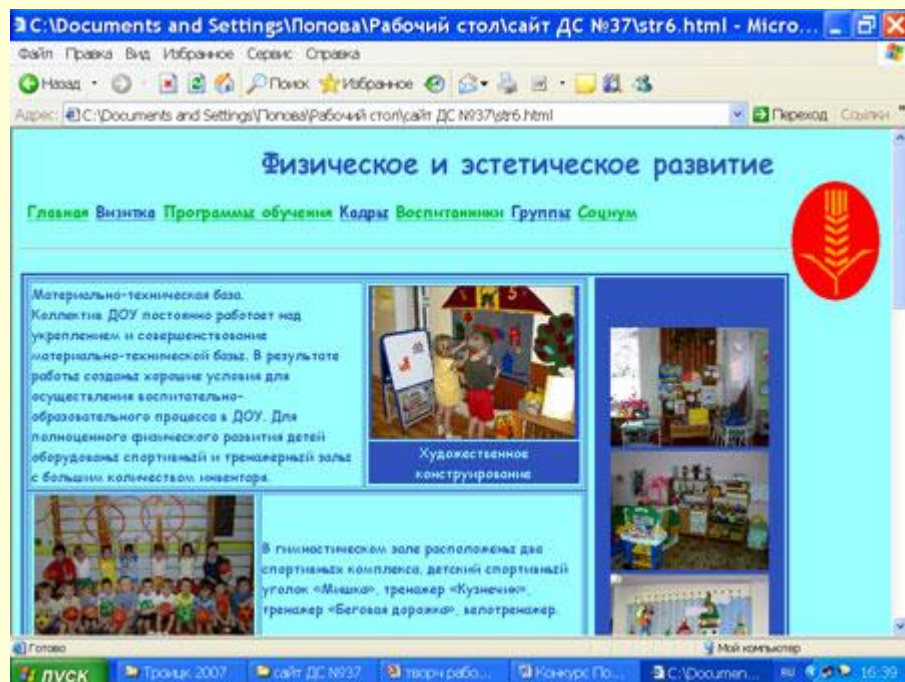 C:\Documents and Settings\Попова\Рабочий стол\сайт ДС №37\str6.html - Micro...
Файл Правка Вид Избранное Сервис Справка
Назад Поиск Избранное
Адрес: C:\Documents and Settings\Попова\Рабочий стол\сайт ДС №37\str6.html Переход Ссылки "
Физическое и эстетическое развитие
Главная Визитка Программы обучения Кадры Воспитанники Группы Социум
Материально-техническая база.
Коллектив ДОУ постоянно работает над
укреплением и совершенствование
материально-технической базы. В результате
работы созданы хорошие условия для
осуществления воспитательно-
образовательного процесса в ДОУ. Для
полноценного физического развития детей
оборудованы спортивный и тренажерный залы
с большим количеством инвентаря.
Художественное
конструирование
В гимнастическом зале расположены два
спортивных комплекса, детский спортивный
уголок «Мишка», тренажер «Кузнечик»,
тренажер «Беговая дорожка», велотренажер.
Готово Мой компьютер
пуск Троицк 2007 сайт ДС №37 творч рабо... Конкурс По... C:\Documen... RU 16:39